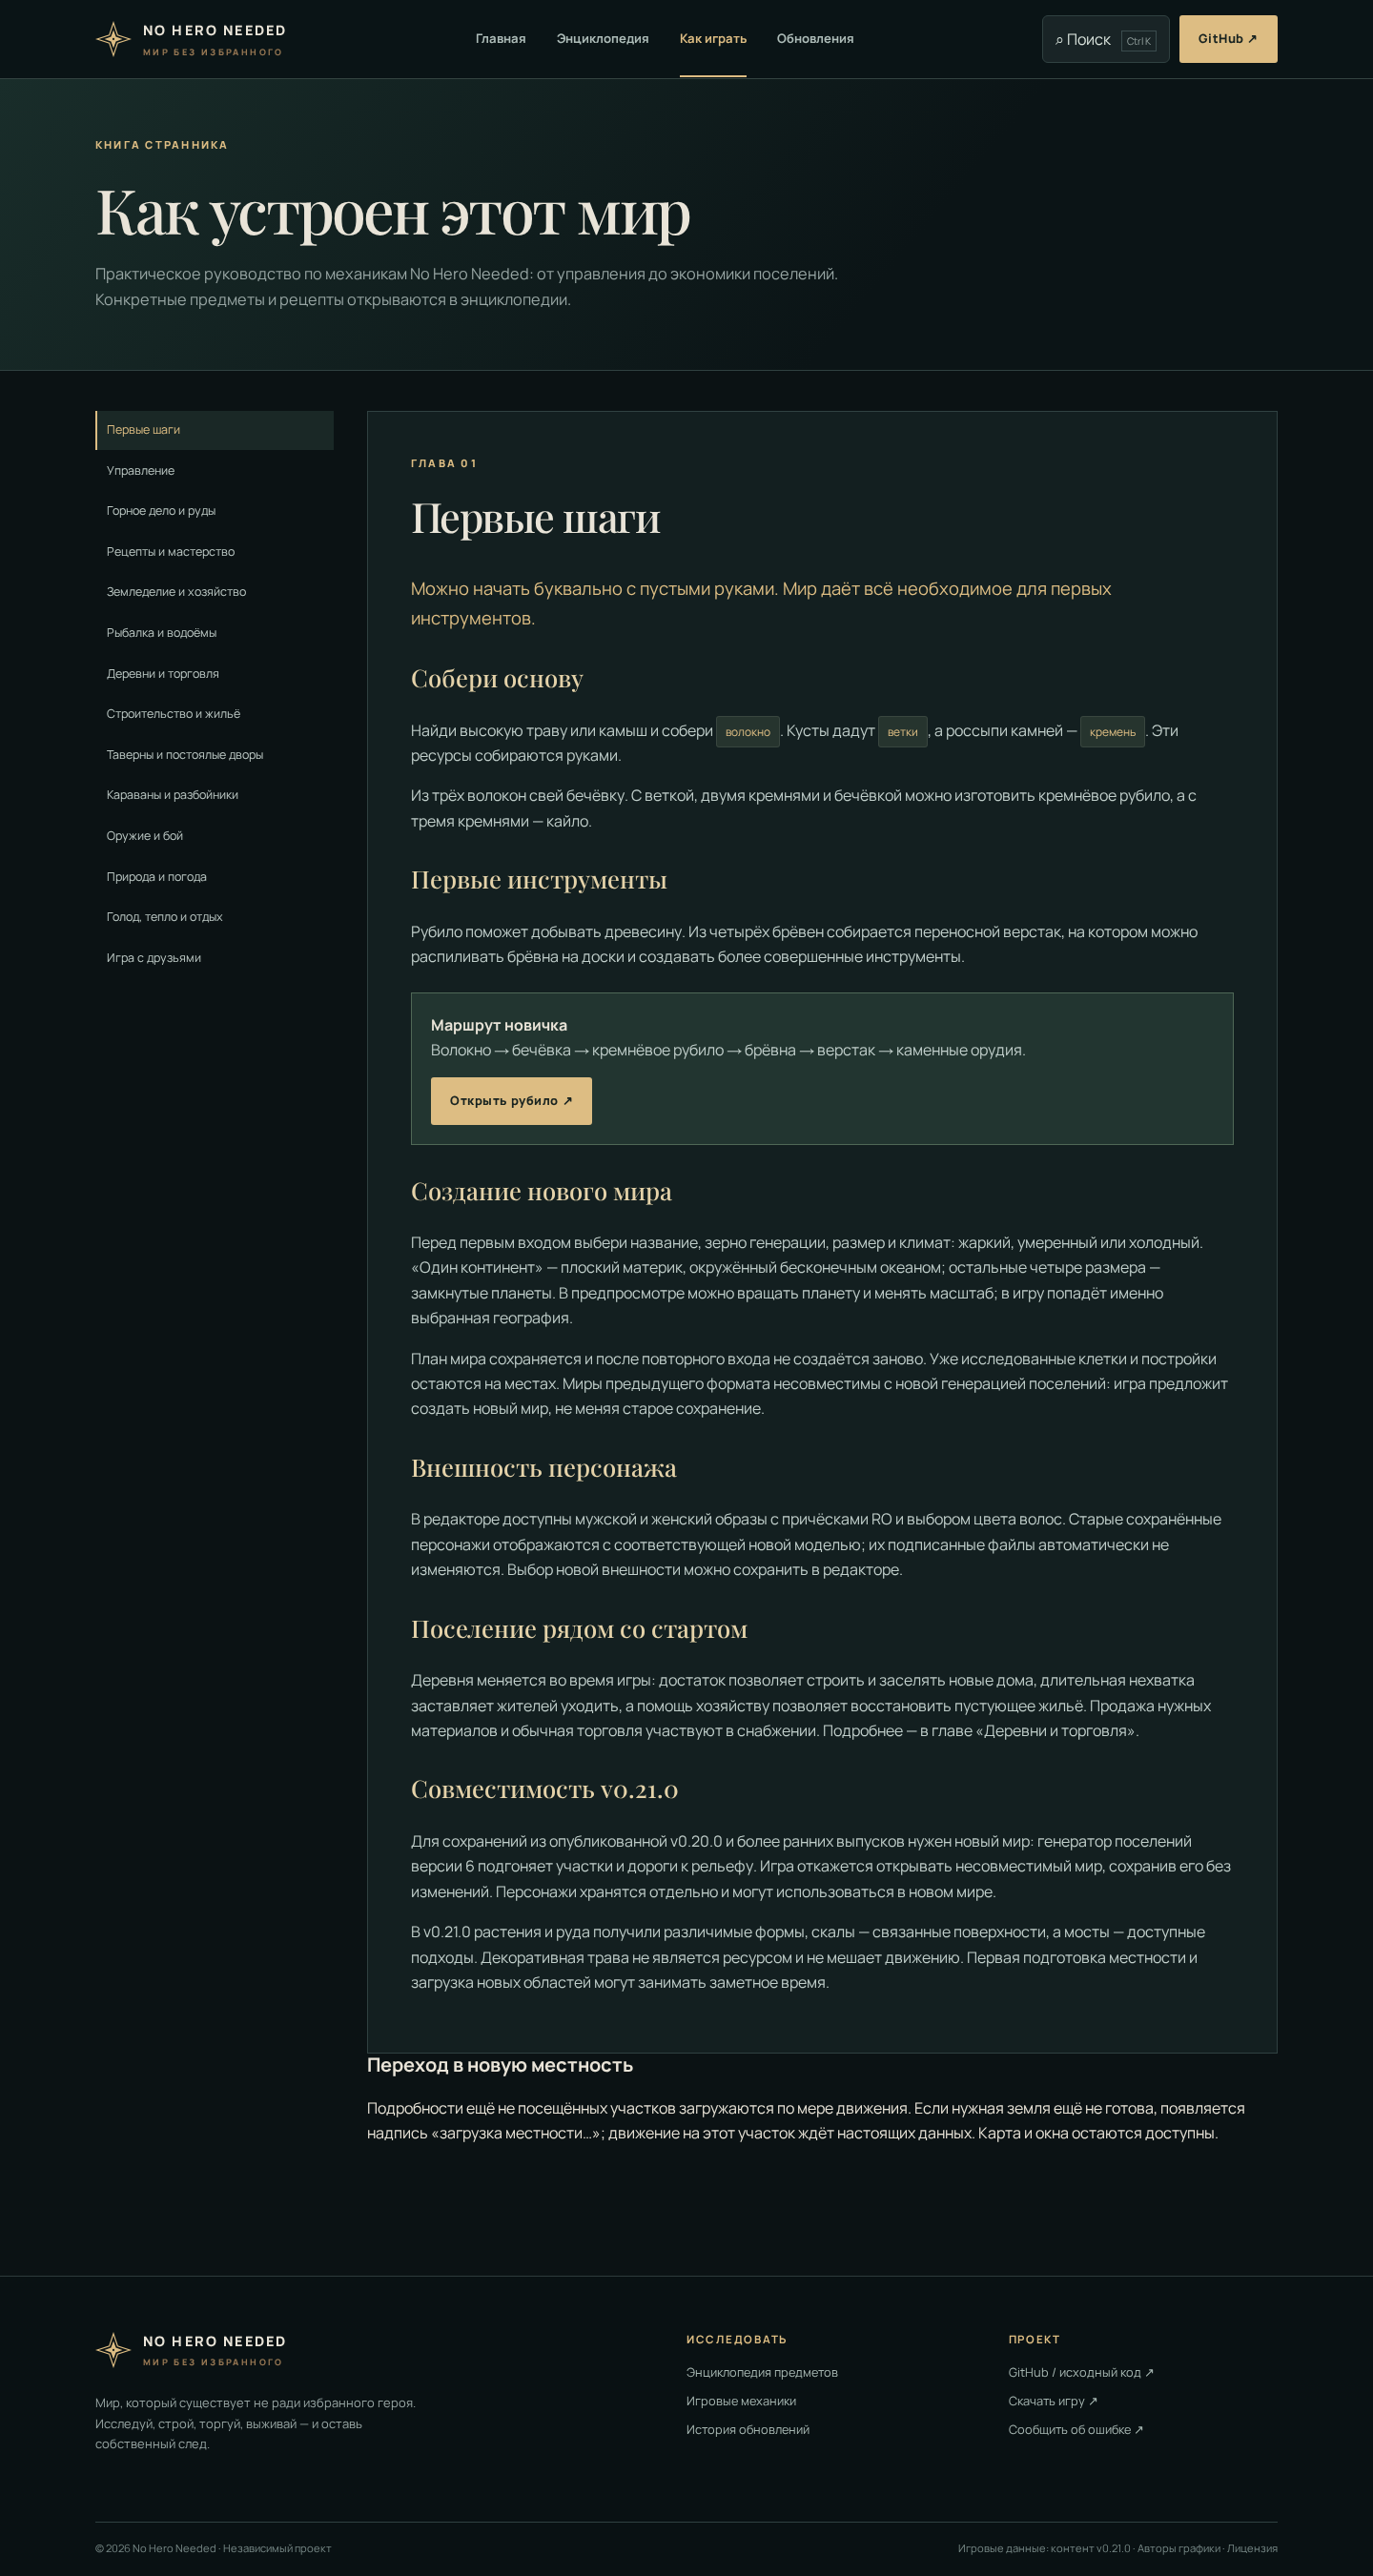 NO HERO NEEDED
МИР БЕЗ ИЗБРАННОГО
Главная
Энциклопедия
Как играть
Обновления
⌕ Поиск Ctrl K
GitHub ↗
КНИГА СТРАННИКА
Как устроен этот мир
Практическое руководство по механикам No Hero Needed: от управления до экономики поселений.
Конкретные предметы и рецепты открываются в энциклопедии.
Первые шаги
Управление
Горное дело и руды
Рецепты и мастерство
Земледелие и хозяйство
Рыбалка и водоёмы
Деревни и торговля
Строительство и жильё
Таверны и постоялые дворы
Караваны и разбойники
Оружие и бой
Природа и погода
Голод, тепло и отдых
Игра с друзьями
ГЛАВА 01
Первые шаги
Можно начать буквально с пустыми руками. Мир даёт всё необходимое для первых
инструментов.
Собери основу
Найди высокую траву или камыш и собери волокно. Кусты дадут ветки, а россыпи камней — кремень. Эти
ресурсы собираются руками.
Из трёх волокон свей бечёвку. С веткой, двумя кремнями и бечёвкой можно изготовить кремнёвое рубило, а с
тремя кремнями — кайло.
Первые инструменты
Рубило поможет добывать древесину. Из четырёх брёвен собирается переносной верстак, на котором можно
распиливать брёвна на доски и создавать более совершенные инструменты.
Маршрут новичка
Волокно → бечёвка → кремнёвое рубило → брёвна → верстак → каменные орудия.
Открыть рубило ↗
Создание нового мира
Перед первым входом выбери название, зерно генерации, размер и климат: жаркий, умеренный или холодный.
«Один континент» — плоский материк, окружённый бесконечным океаном; остальные четыре размера —
замкнутые планеты. В предпросмотре можно вращать планету и менять масштаб; в игру попадёт именно
выбранная география.
План мира сохраняется и после повторного входа не создаётся заново. Уже исследованные клетки и постройки
остаются на местах. Миры предыдущего формата несовместимы с новой генерацией поселений: игра предложит
создать новый мир, не меняя старое сохранение.
Внешность персонажа
В редакторе доступны мужской и женский образы с причёсками RO и выбором цвета волос. Старые сохранённые
персонажи отображаются с соответствующей новой моделью; их подписанные файлы автоматически не
изменяются. Выбор новой внешности можно сохранить в редакторе.
Поселение рядом со стартом
Деревня меняется во время игры: достаток позволяет строить и заселять новые дома, длительная нехватка
заставляет жителей уходить, а помощь хозяйству позволяет восстановить пустующее жильё. Продажа нужных
материалов и обычная торговля участвуют в снабжении. Подробнее — в главе «Деревни и торговля».
Совместимость v0.21.0
Для сохранений из опубликованной v0.20.0 и более ранних выпусков нужен новый мир: генератор поселений
версии 6 подгоняет участки и дороги к рельефу. Игра откажется открывать несовместимый мир, сохранив его без
изменений. Персонажи хранятся отдельно и могут использоваться в новом мире.
В v0.21.0 растения и руда получили различимые формы, скалы — связанные поверхности, а мосты — доступные
подходы. Декоративная трава не является ресурсом и не мешает движению. Первая подготовка местности и
загрузка новых областей могут занимать заметное время.
Переход в новую местность
Подробности ещё не посещённых участков загружаются по мере движения. Если нужная земля ещё не готова, появляется
надпись «загрузка местности…»; движение на этот участок ждёт настоящих данных. Карта и окна остаются доступны.
NO HERO NEEDED
МИР БЕЗ ИЗБРАННОГО
Мир, который существует не ради избранного героя.
Исследуй, строй, торгуй, выживай — и оставь
собственный след.
ИССЛЕДОВАТЬ
Энциклопедия предметов
Игровые механики
История обновлений
ПРОЕКТ
GitHub / исходный код ↗
Скачать игру ↗
Сообщить об ошибке ↗
© 2026 No Hero Needed · Независимый проект
Игровые данные: контент v0.21.0 · Авторы графики · Лицензия